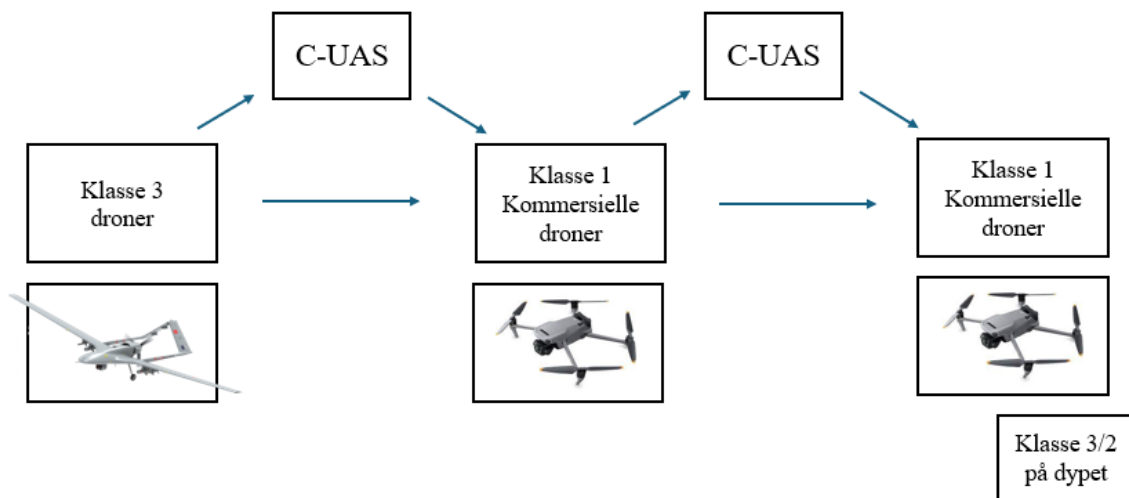 C-UAS
C-UAS
Klasse 3
droner
Klasse 1
Kommersielle
droner
Klasse 1
Kommersielle
droner
Klasse 3/2
på dypet